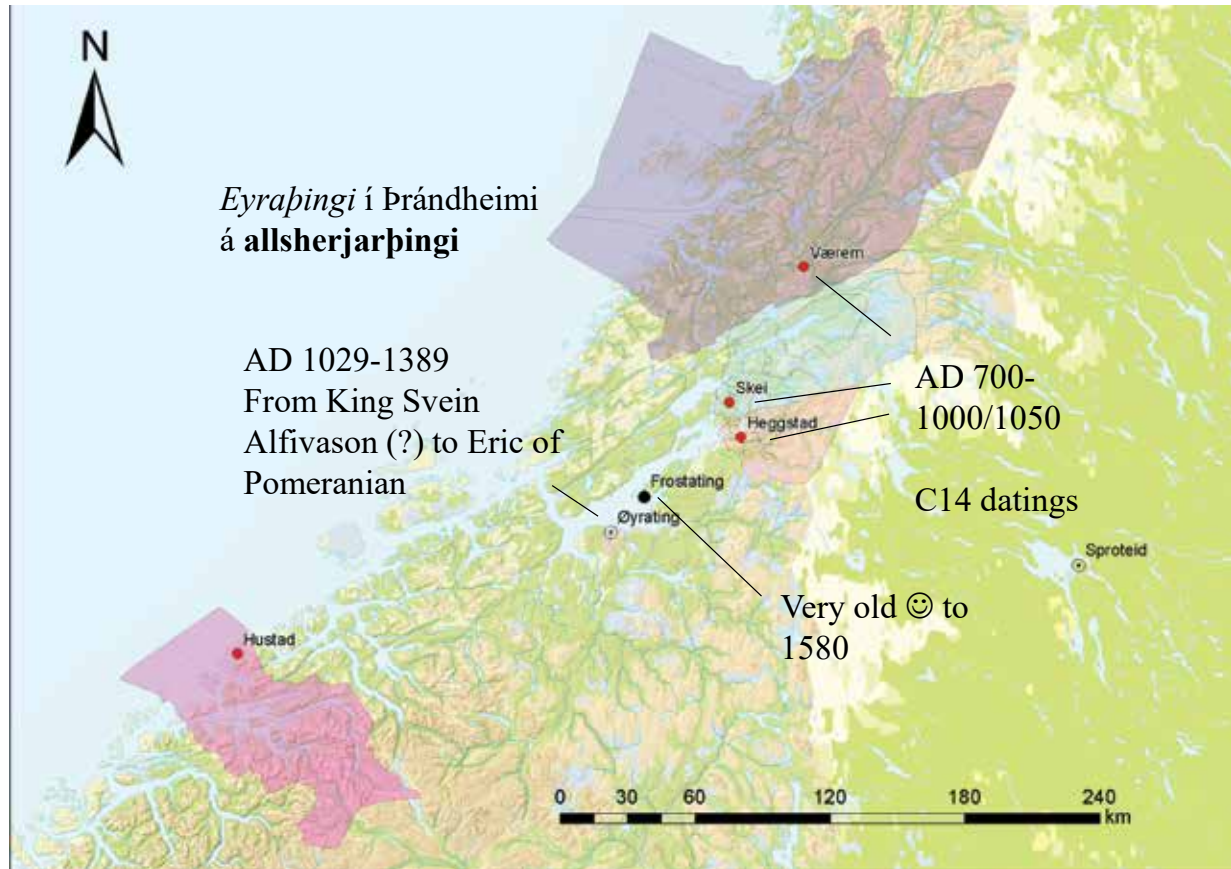 N
Eyraþingi í Þrándheimi
á allsherjarþingi
Værem
AD 1029-1389
From King Svein
Alfivason (?) to Eric of
Pomeranian
Skei
Heggstad
AD 700-
1000/1050
Frostating
Øyrating
C14 datings
Sproteid
Very old ☺ to
1580
Hustad
0 30 60 120 180 240
km